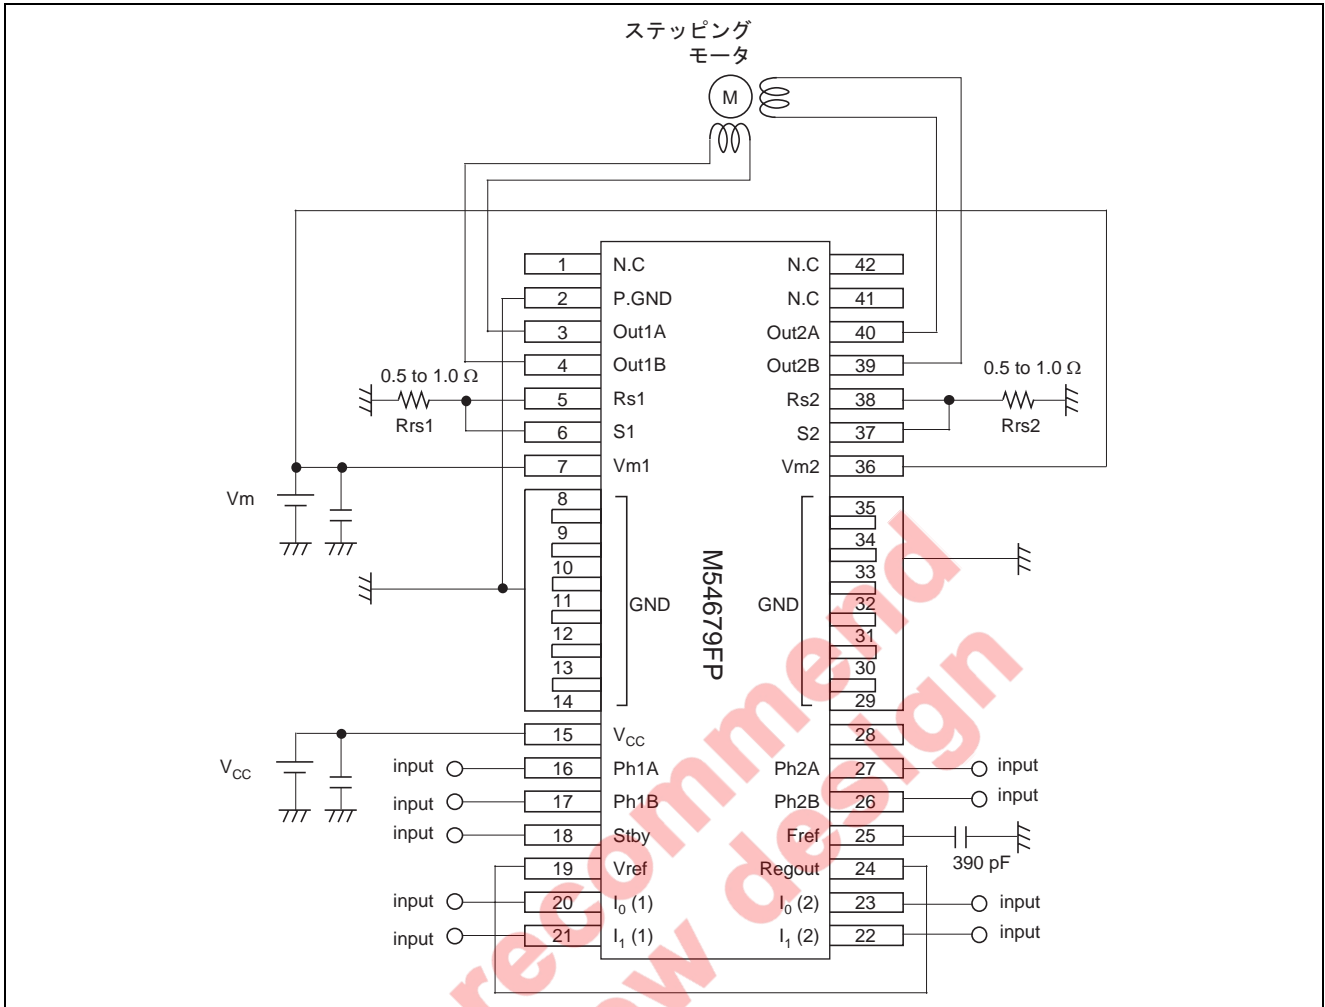 ステッピング
モータ
M
1 N.C N.C 42
2 P.GND N.C 41
3 Out1A Out2A 40
4 Out1B Out2B 39
0.5 to 1.0 Ω 0.5 to 1.0 Ω
5 Rs1 Rs2 38
Rrs1 Rrs2
6 S1 S2 37
7 Vm1 Vm2 36
Vm
8 35
9 34
10 33
11 GND GND 32
12 31
13 30
14 29
M54679FP
15 VCC 28
VCC
input 16 Ph1A Ph2A 27 input
input 17 Ph1B Ph2B 26 input
input 18 Stby Fref 25
390 pF
19 Vref Regout 24
input 20 I0 (1) I0 (2) 23 input
input 21 I1 (1) I1 (2) 22 input
recommend
design